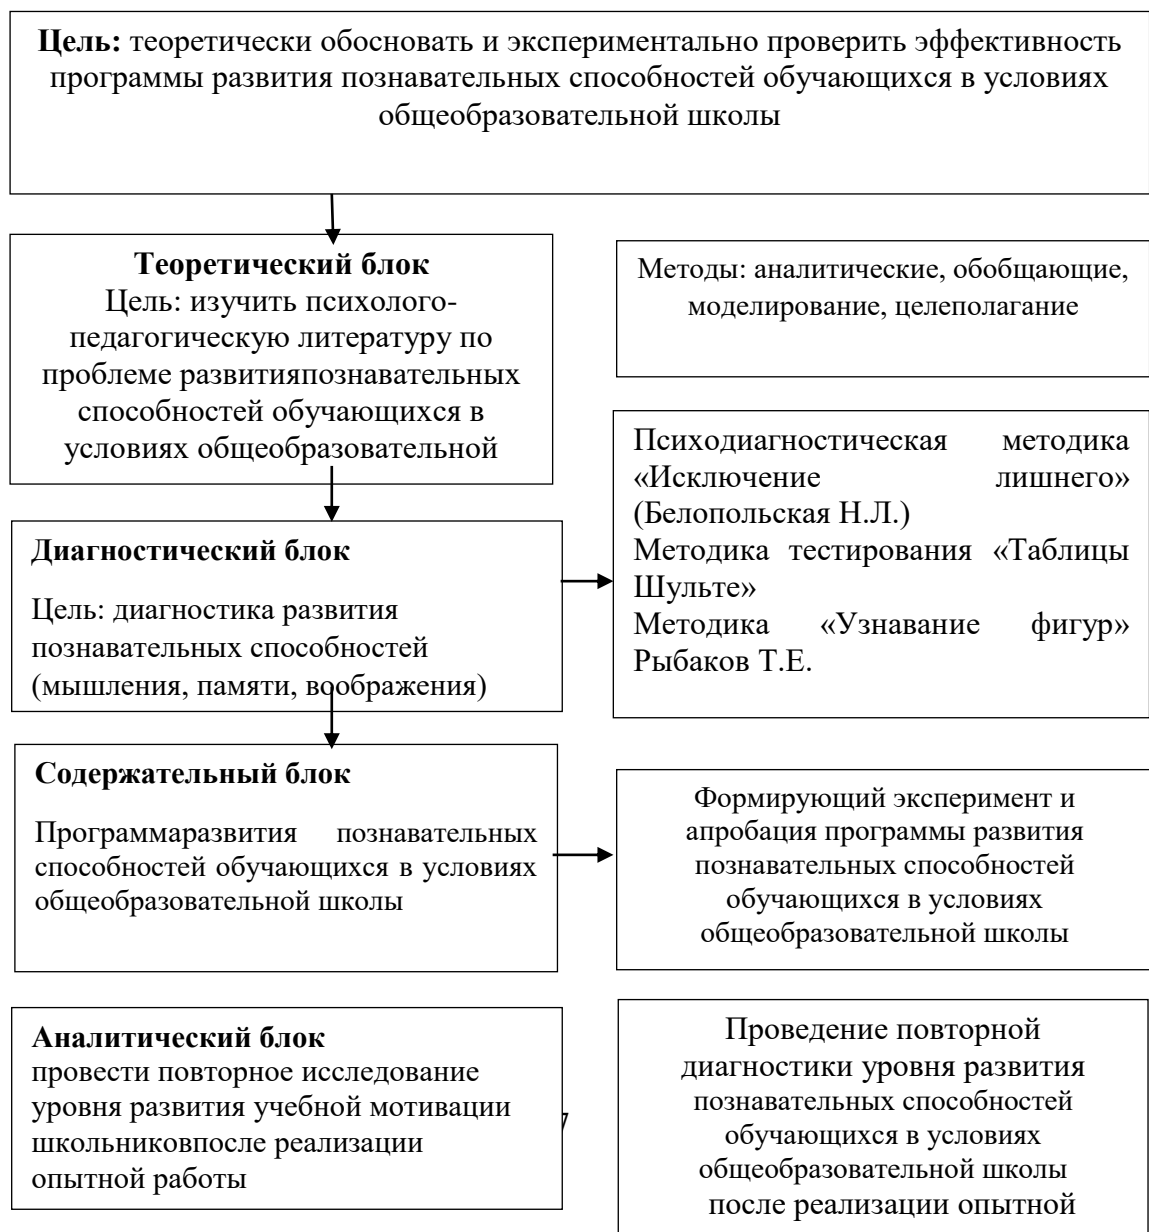 Цель: теоретически обосновать и экспериментально проверить эффективность
программы развития познавательных способностей обучающихся в условиях
общеобразовательной школы
Теоретический блок
Цель: изучить психолого-
педагогическую литературу по
проблеме развитияпознавательных
способностей обучающихся в
условиях общеобразовательной
Методы: аналитические, обобщающие,
моделирование, целеполагание
Диагностический блок
Цель: диагностика развития
познавательных способностей
(мышления, памяти, воображения)
Психодиагностическая методика
«Исключение лишнего»
(Белопольская Н.Л.)
Методика тестирования «Таблицы
Шульте»
Методика «Узнавание фигур»
Рыбаков Т.Е.
Содержательный блок
Программаразвития познавательных
способностей обучающихся в условиях
общеобразовательной школы
Формирующий эксперимент и
апробация программы развития
познавательных способностей
обучающихся в условиях
общеобразовательной школы
Аналитический блок
провести повторное исследование
уровня развития учебной мотивации
школьниковпосле реализации
опытной работы
Проведение повторной
диагностики уровня развития
познавательных способностей
обучающихся в условиях
общеобразовательной школы
после реализации опытной